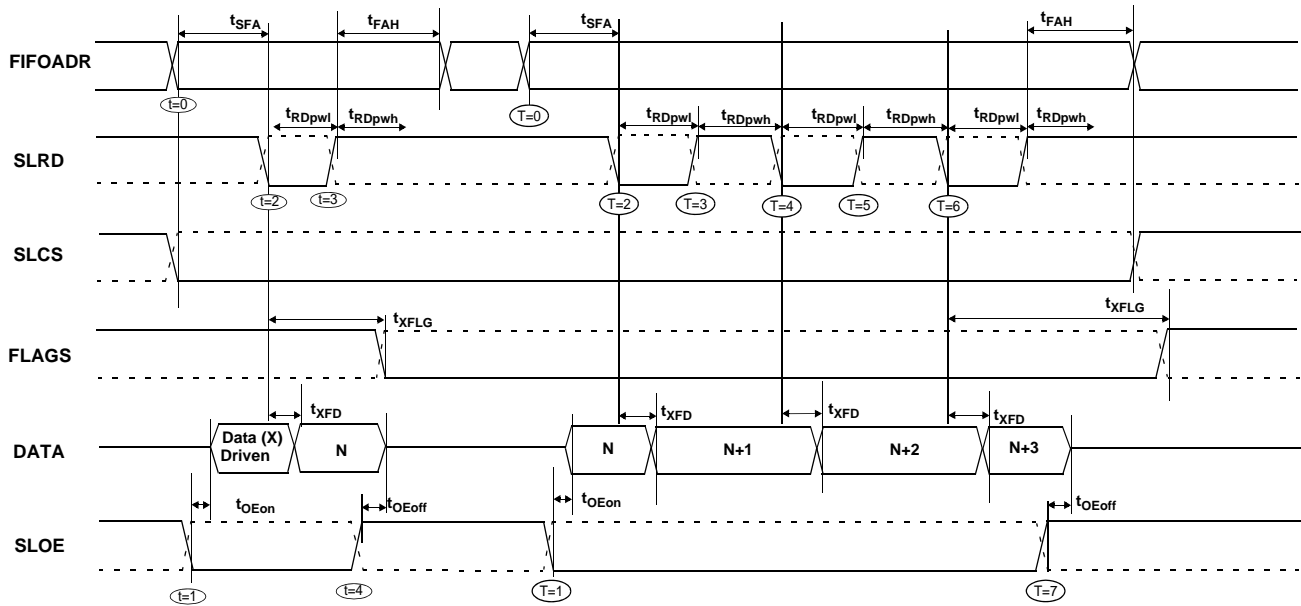 tSFA tFAH tSFA tFAH
FIFOADR
t=0 T=0
tRDpwl tRDpwh tRDpwl tRDpwh tRDpwl tRDpwh tRDpwl tRDpwh
SLRD
t=2 t=3 T=2 T=3 T=4 T=5 T=6
SLCS
tXFLG tXFLG
FLAGS
tXFD tXFD tXFD tXFD
DATA
Data (X)
Driven
N N N+1 N+2 N+3
tOEon tOEoff tOEon tOEoff
SLOE
t=1 t=4 T=1 T=7